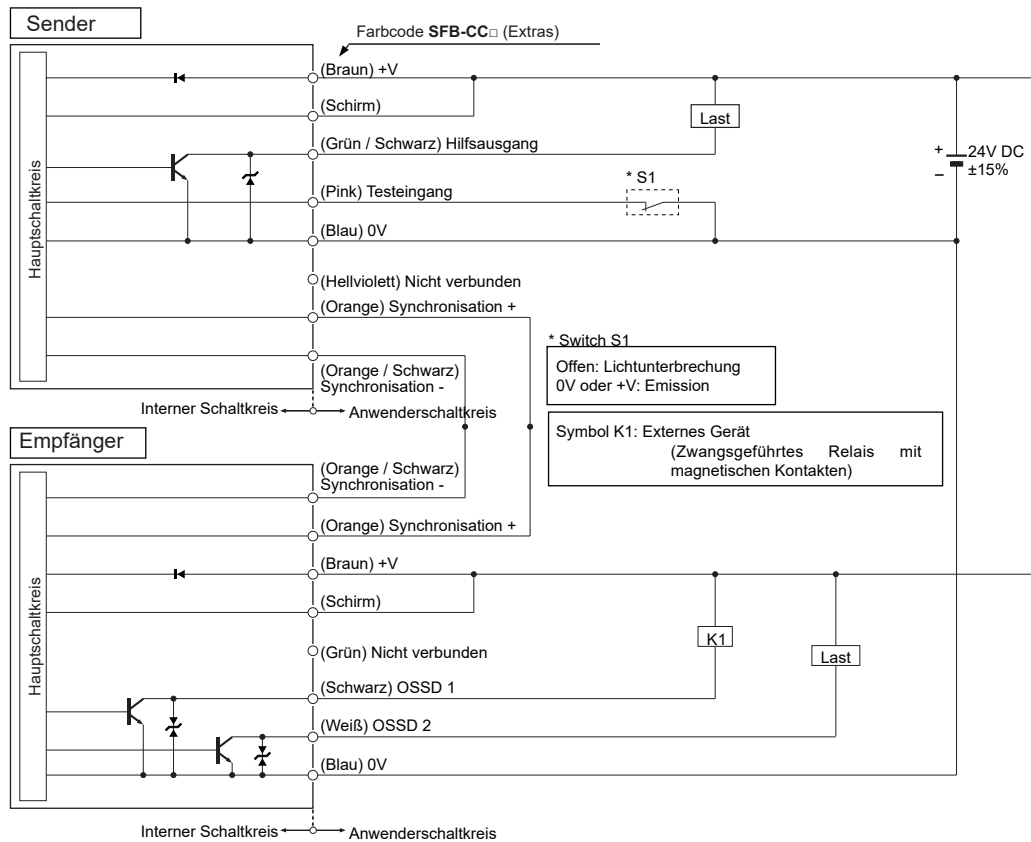 Sender
Farbcode SFB-CC□ (Extras)
(Braun) +V
(Schirm)
Last
(Grün / Schwarz) Hilfsausgang
+
24V DC
–
±15%
* S1
(Pink) Testeingang
Hauptschaltkreis
(Blau) 0V
(Hellviolett) Nicht verbunden
(Orange) Synchronisation +
* Switch S1
Offen: Lichtunterbrechung
0V oder +V: Emission
(Orange / Schwarz)
Synchronisation -
Interner Schaltkreis
Anwenderschaltkreis
Symbol K1: Externes Gerät
(Zwangsgeführtes Relais mit
magnetischen Kontakten)
Empfänger
(Orange / Schwarz)
Synchronisation -
(Orange) Synchronisation +
(Braun) +V
(Schirm)
Hauptschaltkreis
K1
(Grün) Nicht verbunden
Last
(Schwarz) OSSD 1
(Weiß) OSSD 2
(Blau) 0V
Interner Schaltkreis
Anwenderschaltkreis